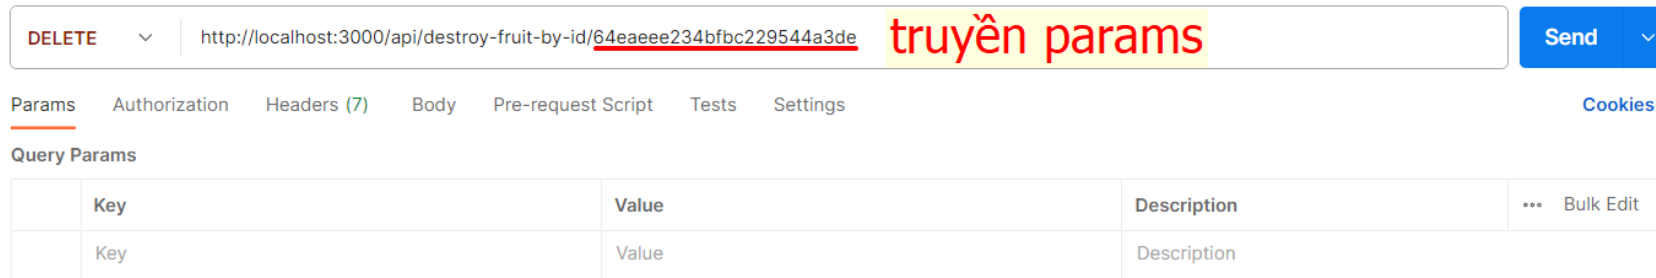 DELETE http://localhost:3000/api/destroy-fruit-by-id/64eaeee234bfbc229544a3de truyền params Send
Params Authorization Headers (7) Body Pre-request Script Tests Settings Cookies
Query Params
Key Value Description ••• Bulk Edit
Key Value Description